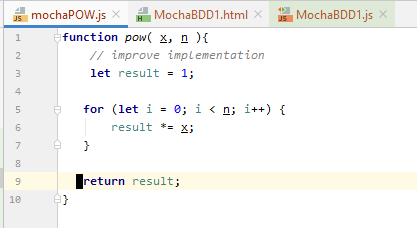 mochaPOW.js MochaBDD1.html MochaBDD1.js
1 function pow( x, n ){
2 // improve implementation
3 let result = 1;
4
5 for (let i = 0; i < n; i++) {
6 result *= x;
7 }
8
9 return result;
10 }